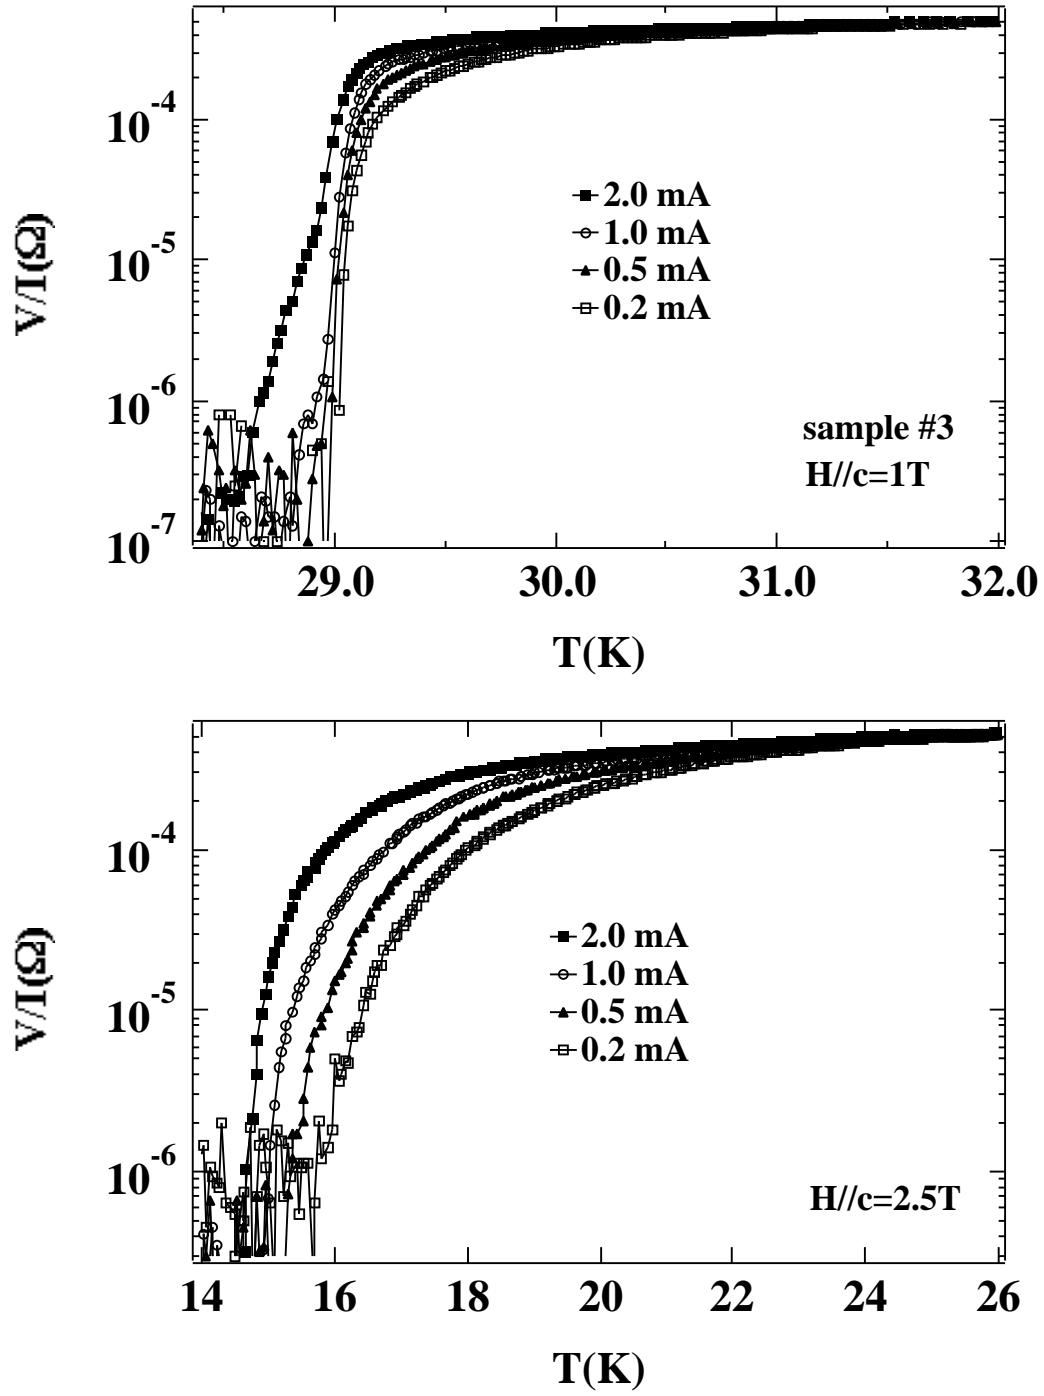 V/I(Ω)
10-4
10-5
10-6
10-7
2.0 mA
1.0 mA
0.5 mA
0.2 mA
sample #3
H//c=1T
29.0 30.0 31.0 32.0
T(K)
V/I(Ω)
10-4
10-5
10-6
2.0 mA
1.0 mA
0.5 mA
0.2 mA
H//c=2.5T
14 16 18 20 22 24 26
T(K)